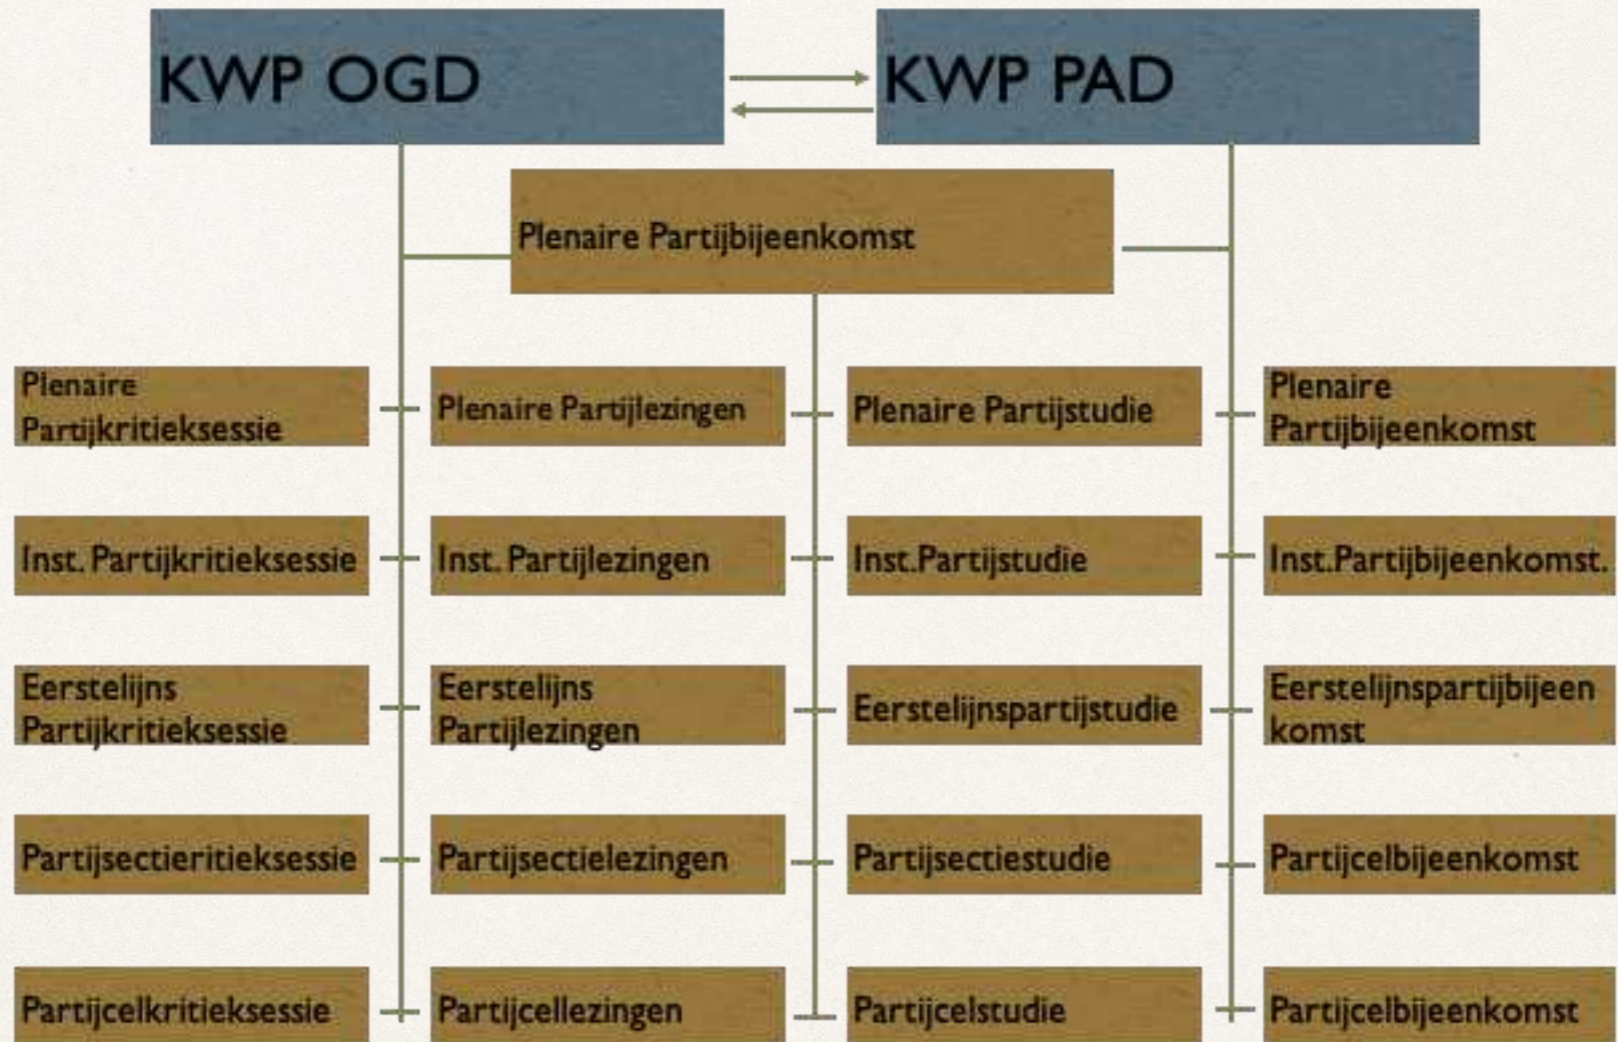 KWP OGD
KWP PAD
Plenaire Partijbijeenkomst
Plenaire
Partijkritieksessie
Plenaire Partijlezingen
Plenaire Partijstudie
Plenaire
Partijbijeenkomst
Inst. Partijkritieksessie
Inst. Partijlezingen
Inst.Partijstudie
Inst.Partijbijeenkomst.
Eerstelijns
Partijkritieksessie
Eerstelijns
Partijlezingen
Eerstelijnspartijstudie
Eerstelijnspartijbijeen
komst
Partijsectieritieksessie
Partijsectielezingen
Partijsectiestudie
Partijcelbijeenkomst
Partijcelkritieksessie
Partijcellezingen
Partijcelstudie
Partijcelbijeenkomst